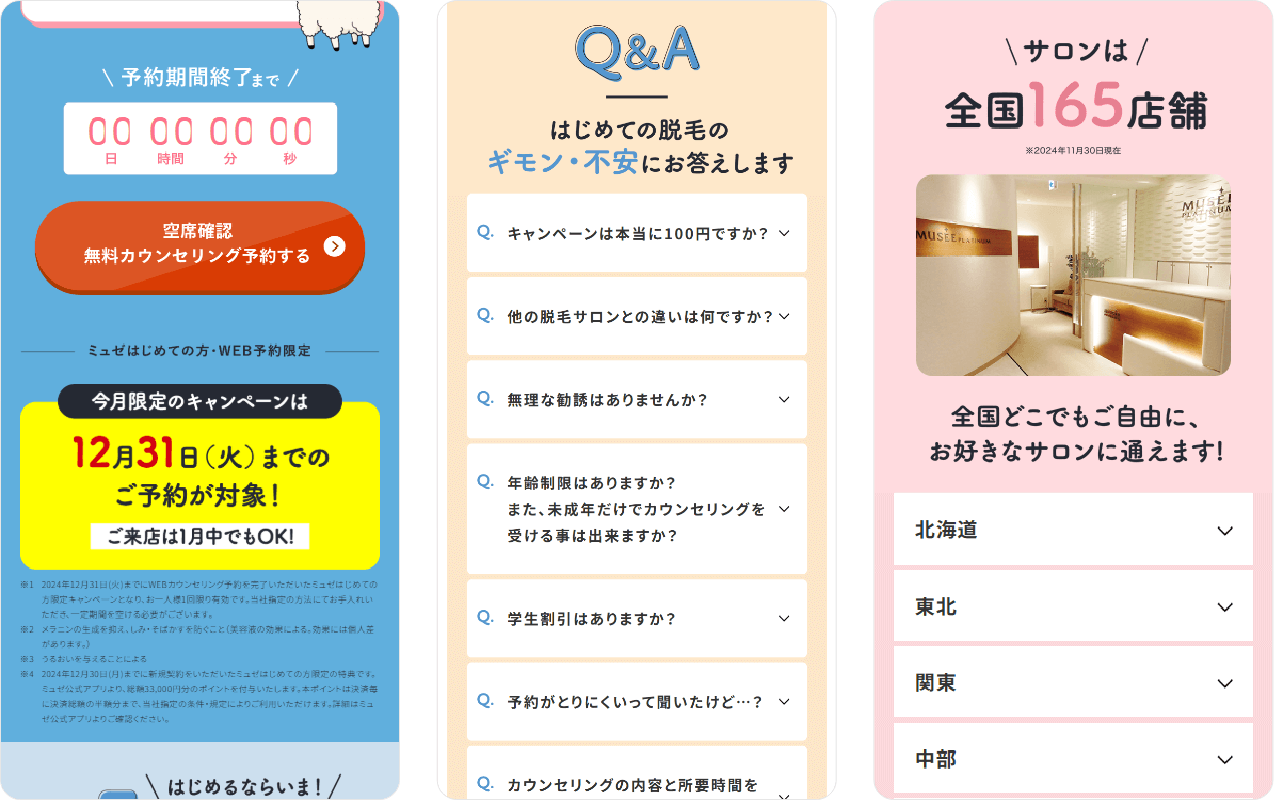 予約期間終了まで
00 00 00 00
日 時間 分 秒
空席確認
無料カウンセリング予約する
ミュゼはじめての方・WEB予約限定
今月限定のキャンペーンは
12月31日(火)までの
ご予約が対象!
ご来店は1月中でもOK!
※1 2024年12月31日(火)までにWEBカウンセリング予約を完了いただいたミュゼはじめての
方限定キャンペーンとなり、お一人様1回限り有効です。当社指定の方法にてお手入れい
ただき、一定期間を空ける必要がございます。
※2 メラニンの生成を抑え、しみ・そばかすを防ぐこと(美容液の効果による。効果には個人差
があります。)
※3 うるおいを与えることによる
※4 2024年12月30日(月)までに新規契約をいただいたミュゼはじめての方限定の特典です。
ミュゼ公式アプリより、総額33,000円分のポイントを付与いたします。本ポイントは決済毎
に決済総額の半額分まで、当社指定の条件・規定によりご利用いただけます。詳細はミュ
ゼ公式アプリよりご確認ください。
はじめるならいま!
Q&A
はじめての脱毛の
ギモン・不安にお答えします
Q. キャンペーンは本当に100円ですか?
Q. 他の脱毛サロンとの違いは何ですか?
Q. 無理な勧誘はありませんか?
Q. 年齢制限はありますか?
また、未成年だけでカウンセリングを
受ける事は出来ますか?
Q. 学生割引はありますか?
Q. 予約がとりにくいって聞いたけど…?
Q. カウンセリングの内容と所要時間を
サロンは
全国165店舗
※2024年11月30日現在
MUSÉE PLATINUM
MUSÉE
PLATINUM
全国どこでもご自由に、
お好きなサロンに通えます!
北海道
東北
関東
中部